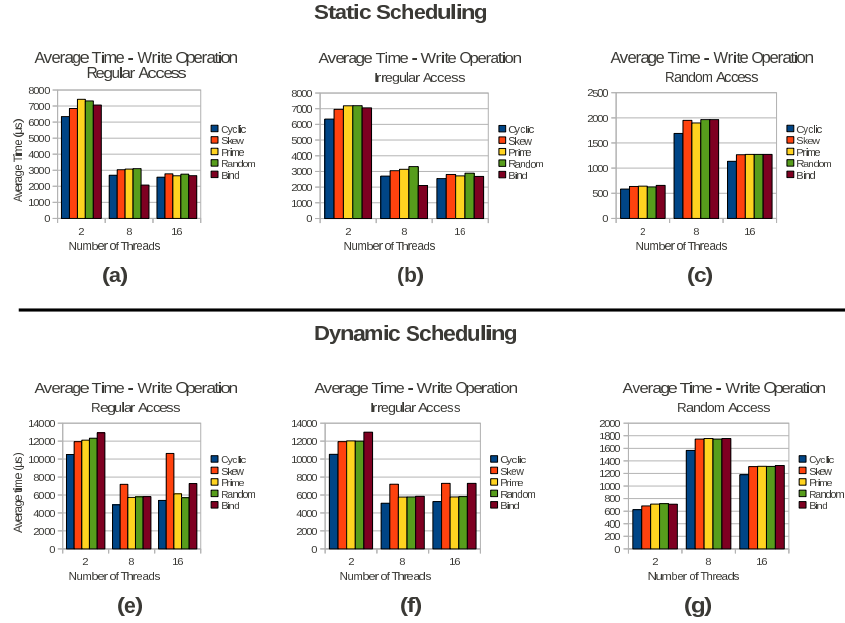 Static Scheduling
Average Time - Write Operation
Regular Access
8000
7000
6000
5000
4000
3000
2000
1000
0
Average Time (µs)
2 8 16
Number of Threads
Cyclic
Skew
Prime
Random
Bind
(a)
Average Time - Write Operation
Irregular Access
8000
7000
6000
5000
4000
3000
2000
1000
0
2 8 16
Number of Threads
Cyclic
Skew
Prime
Random
Bind
(b)
Average Time - Write Operation
Random Access
2500
2000
1500
1000
500
0
2 8 16
Number of Threads
Cyclic
Skew
Prime
Random
Bind
(c)
Dynamic Scheduling
Average Time - Write Operation
Regular Access
14000
12000
10000
8000
6000
4000
2000
0
Average time (µs)
2 8 16
Number of Threads
Cyclic
Skew
Prime
Random
Bind
(e)
Average Time - Write Operation
Irregular Access
14000
12000
10000
8000
6000
4000
2000
0
2 8 16
Number of Threads
Cyclic
Skew
Prime
Random
Bind
(f)
Average Time - Write Operation
Random Access
2000
1800
1600
1400
1200
1000
800
600
400
200
0
2 8 16
Number of Threads
Cyclic
Skew
Prime
Random
Bind
(g)